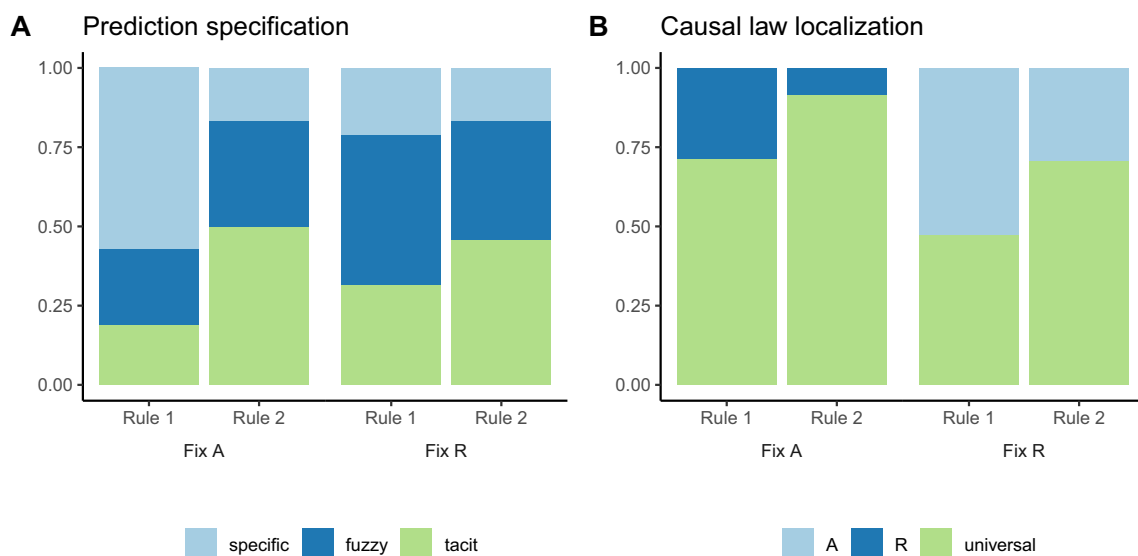 A Prediction specification
1.00
0.75
0.50
0.25
0.00
Rule 1 Rule 2 Rule 1 Rule 2
Fix A Fix R
specific fuzzy tacit
B Causal law localization
1.00
0.75
0.50
0.25
0.00
Rule 1 Rule 2 Rule 1 Rule 2
Fix A Fix R
A R universal